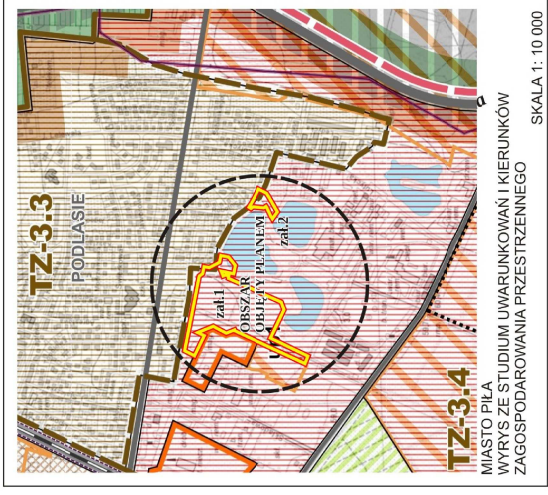 TZ-3.3
PODLASIE
zał.1
OBSZAR
OBJĘTY PLANEM
zał.2
TZ-3.4
MIASTO PIŁA
WYRYS ZE STUDIUM UWARUNKOWAŃ I KIERUNKÓW
ZAGOSPODAROWANIA PRZESTRZENNEGO
SKALA 1: 10 000